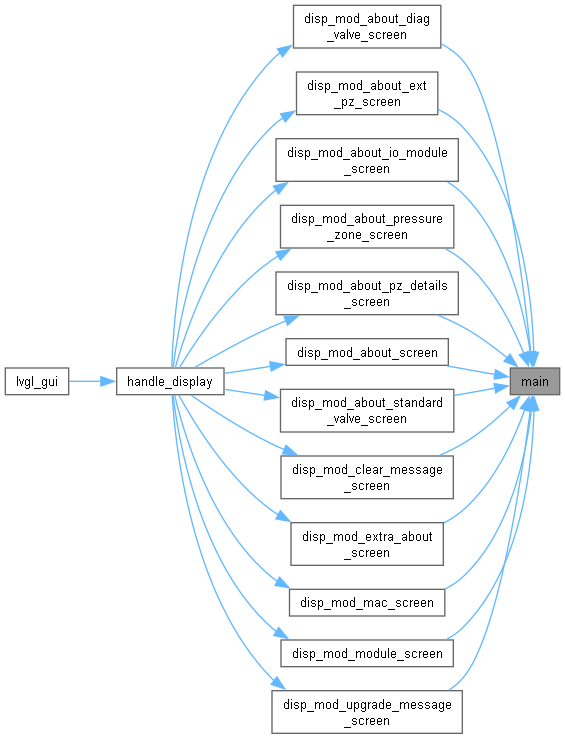 disp_mod_about_diag
_valve_screen
disp_mod_about_ext
_pz_screen
disp_mod_about_io_module
_screen
disp_mod_about_pressure
_zone_screen
disp_mod_about_pz_details
_screen
disp_mod_about_screen
lvgl_gui
handle_display
main
disp_mod_about_standard
_valve_screen
disp_mod_clear_message
_screen
disp_mod_extra_about
_screen
disp_mod_mac_screen
disp_mod_module_screen
disp_mod_upgrade_message
_screen